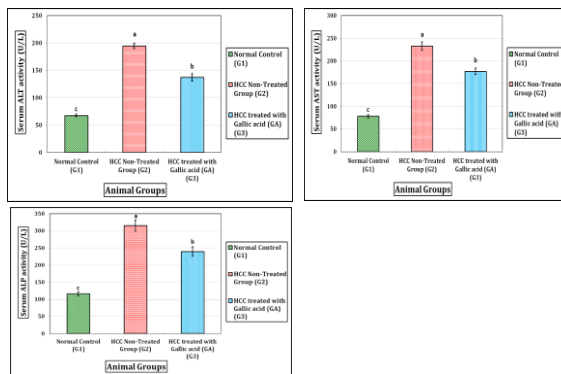 Serum ALT activity (U/L)
250
200
150
100
50
0
c
a
b
Normal Control
(G1)
HCC Non-Treated
Group (G2)
HCC treated with
Gallic acid (GA)
(G3)
Animal Groups
Normal Control
(G1)
HCC Non-Treated
Group (G2)
HCC treated with
Gallic acid (GA)
(G3)
Serum AST activity (U/L)
300
250
200
150
100
50
0
c
a
b
Normal Control
(G1)
HCC Non-Treated
Group (G2)
HCC treated with
Gallic acid (GA)
(G3)
Animal Groups
Normal Control
(G1)
HCC Non-Treated
Group (G2)
HCC treated with
Gallic acid (GA)
(G3)
Serum ALP activity (U/L)
350
300
250
200
150
100
50
0
c
a
b
Normal Control
(G1)
HCC Non-Treated
Group (G2)
HCC treated with
Gallic acid (GA)
(G3)
Animal Groups
Normal Control
(G1)
HCC Non-Treated
Group (G2)
HCC treated with
Gallic acid (GA)
(G3)